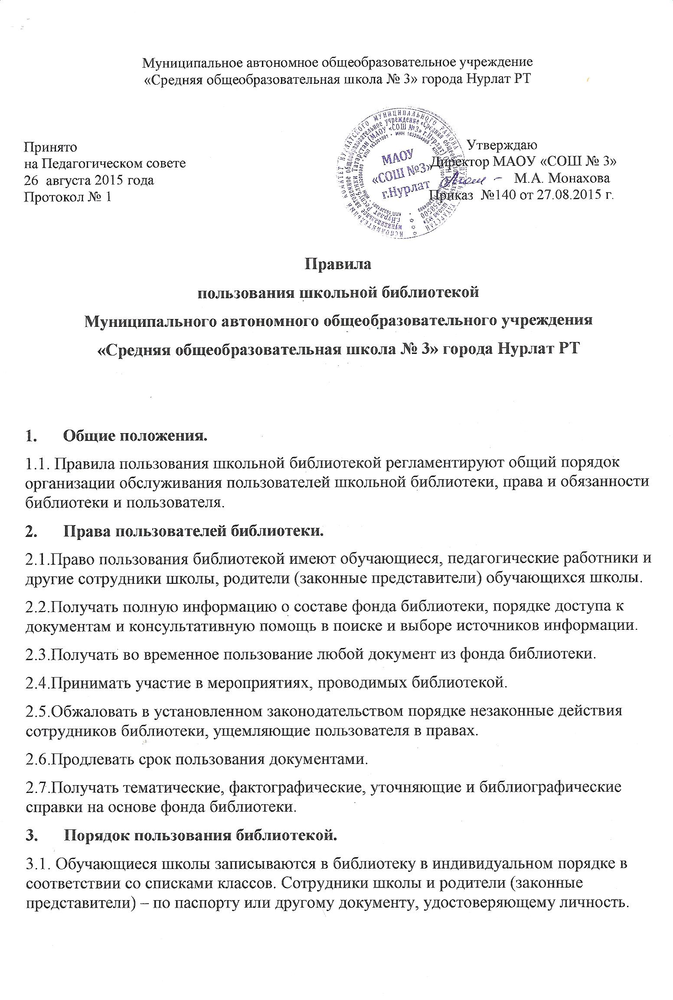 Муниципальное автономное общеобразовательное учреждение
«Средняя общеобразовательная школа № 3» города Нурлат РТ
Принято
на Педагогическом совете
26 августа 2015 года
Протокол № 1
МАОУ
«СОШ №3»
г.Нурлат
Утверждаю
Директор МАОУ «СОШ № 3»
М.А. Монахова
Приказ №140 от 27.08.2015 г.
Правила
пользования школьной библиотекой
Муниципального автономного общеобразовательного учреждения
«Средняя общеобразовательная школа № 3» города Нурлат РТ
1. Общие положения.
1.1. Правила пользования школьной библиотекой регламентируют общий порядок
организации обслуживания пользователей школьной библиотеки, права и обязанности
библиотеки и пользователя.
2. Права пользователей библиотеки.
2.1.Право пользования библиотекой имеют обучающиеся, педагогические работники и
другие сотрудники школы, родители (законные представители) обучающихся школы.
2.2.Получать полную информацию о составе фонда библиотеки, порядке доступа к
документам и консультативную помощь в поиске и выборе источников информации.
2.3.Получать во временное пользование любой документ из фонда библиотеки.
2.4.Принимать участие в мероприятиях, проводимых библиотекой.
2.5.Обжаловать в установленном законодательством порядке незаконные действия
сотрудников библиотеки, ущемляющие пользователя в правах.
2.6.Продлевать срок пользования документами.
2.7.Получать тематические, фактографические, уточняющие и библиографические
справки на основе фонда библиотеки.
3. Порядок пользования библиотекой.
3.1. Обучающиеся школы записываются в библиотеку в индивидуальном порядке в
соответствии со списками классов. Сотрудники школы и родители (законные
представители) – по паспорту или другому документу, удостоверяющему личность.